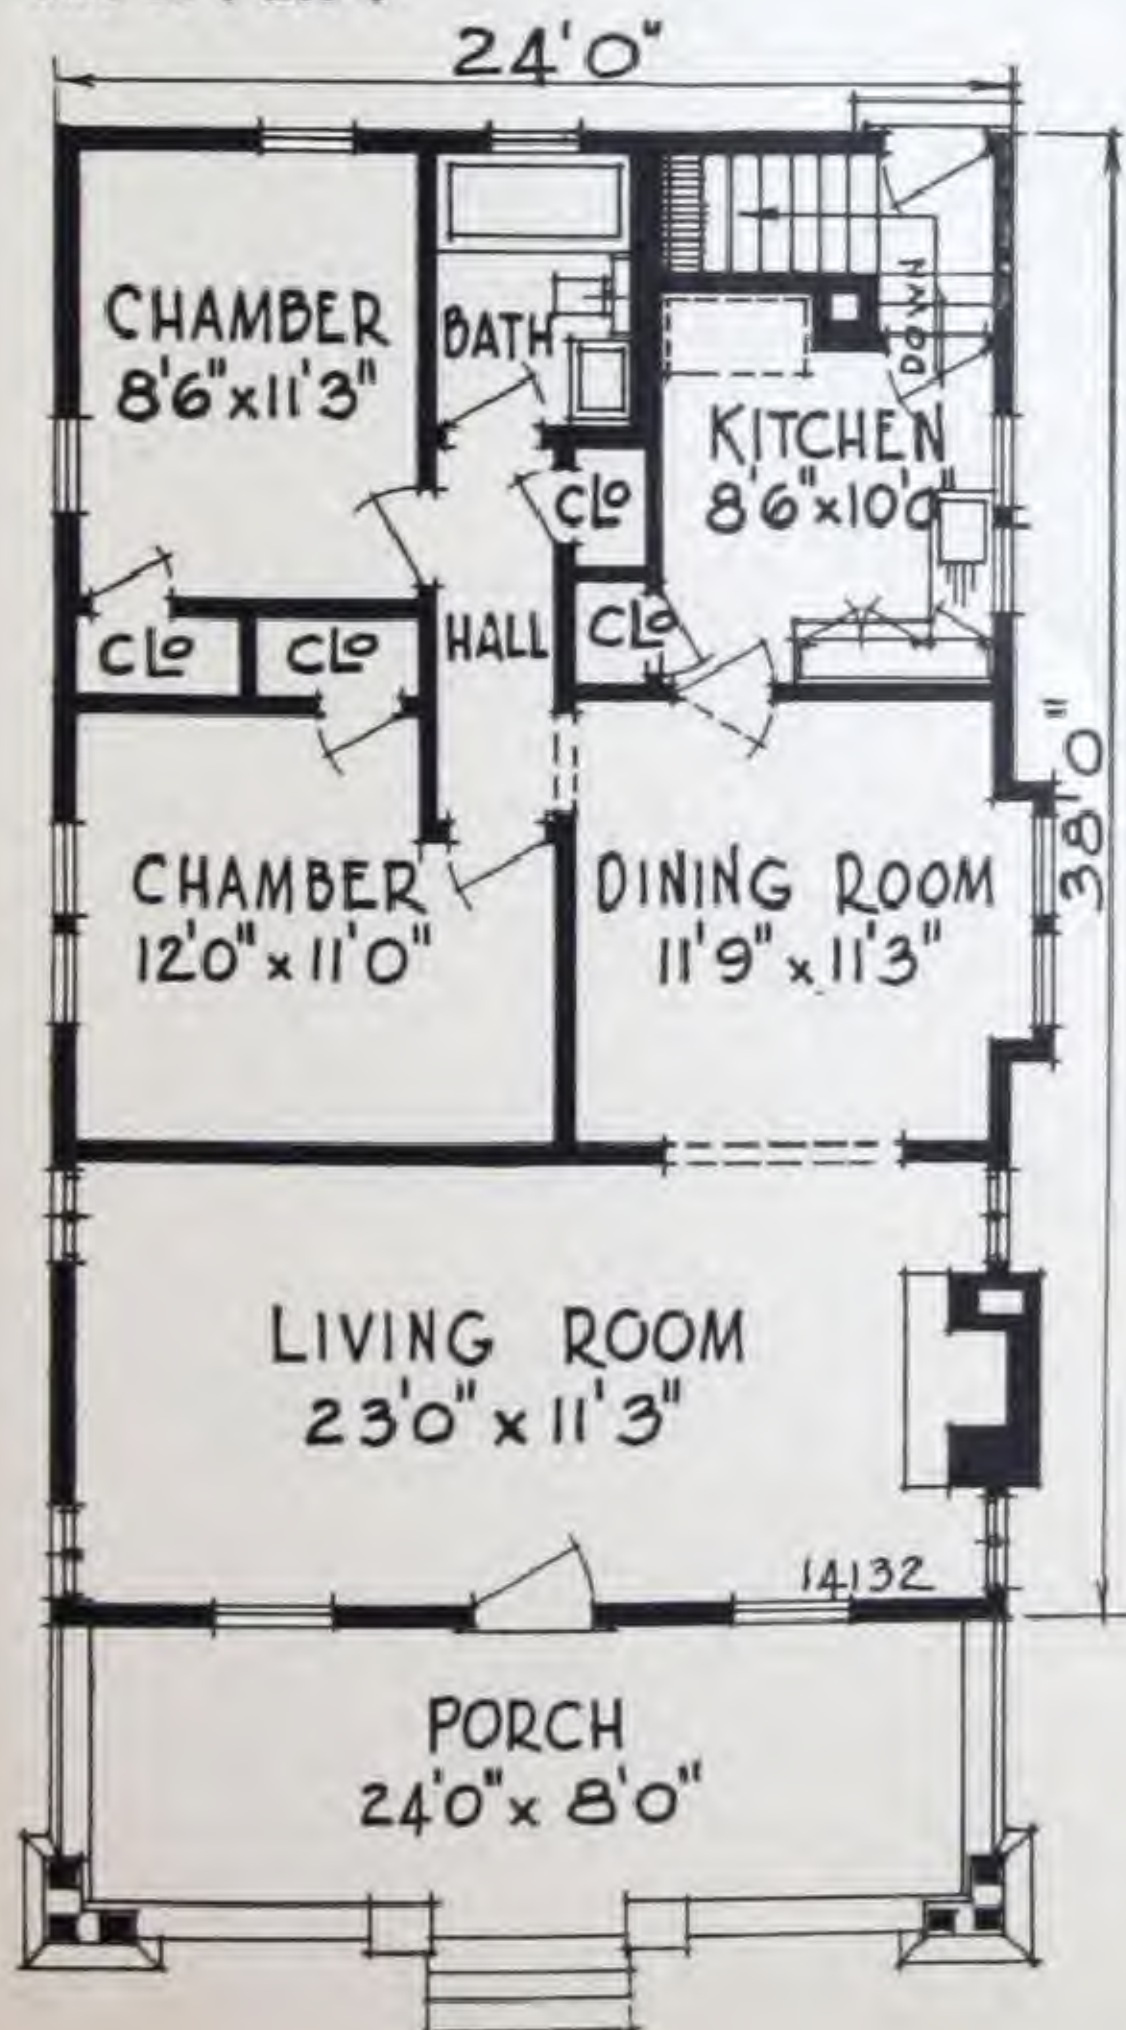 24'0"
CHAMBER
8'6"x11'3"
BATH
DOWN
KITCHEN
8'6"x10'6"
CLO
CLO
CLO
CLO
HALL
38'0"
CHAMBER
12'0"x11'0"
DINING ROOM
11'9"x11'3"
LIVING ROOM
23'0"x11'3"
14132
PORCH
24'0"x8'0"